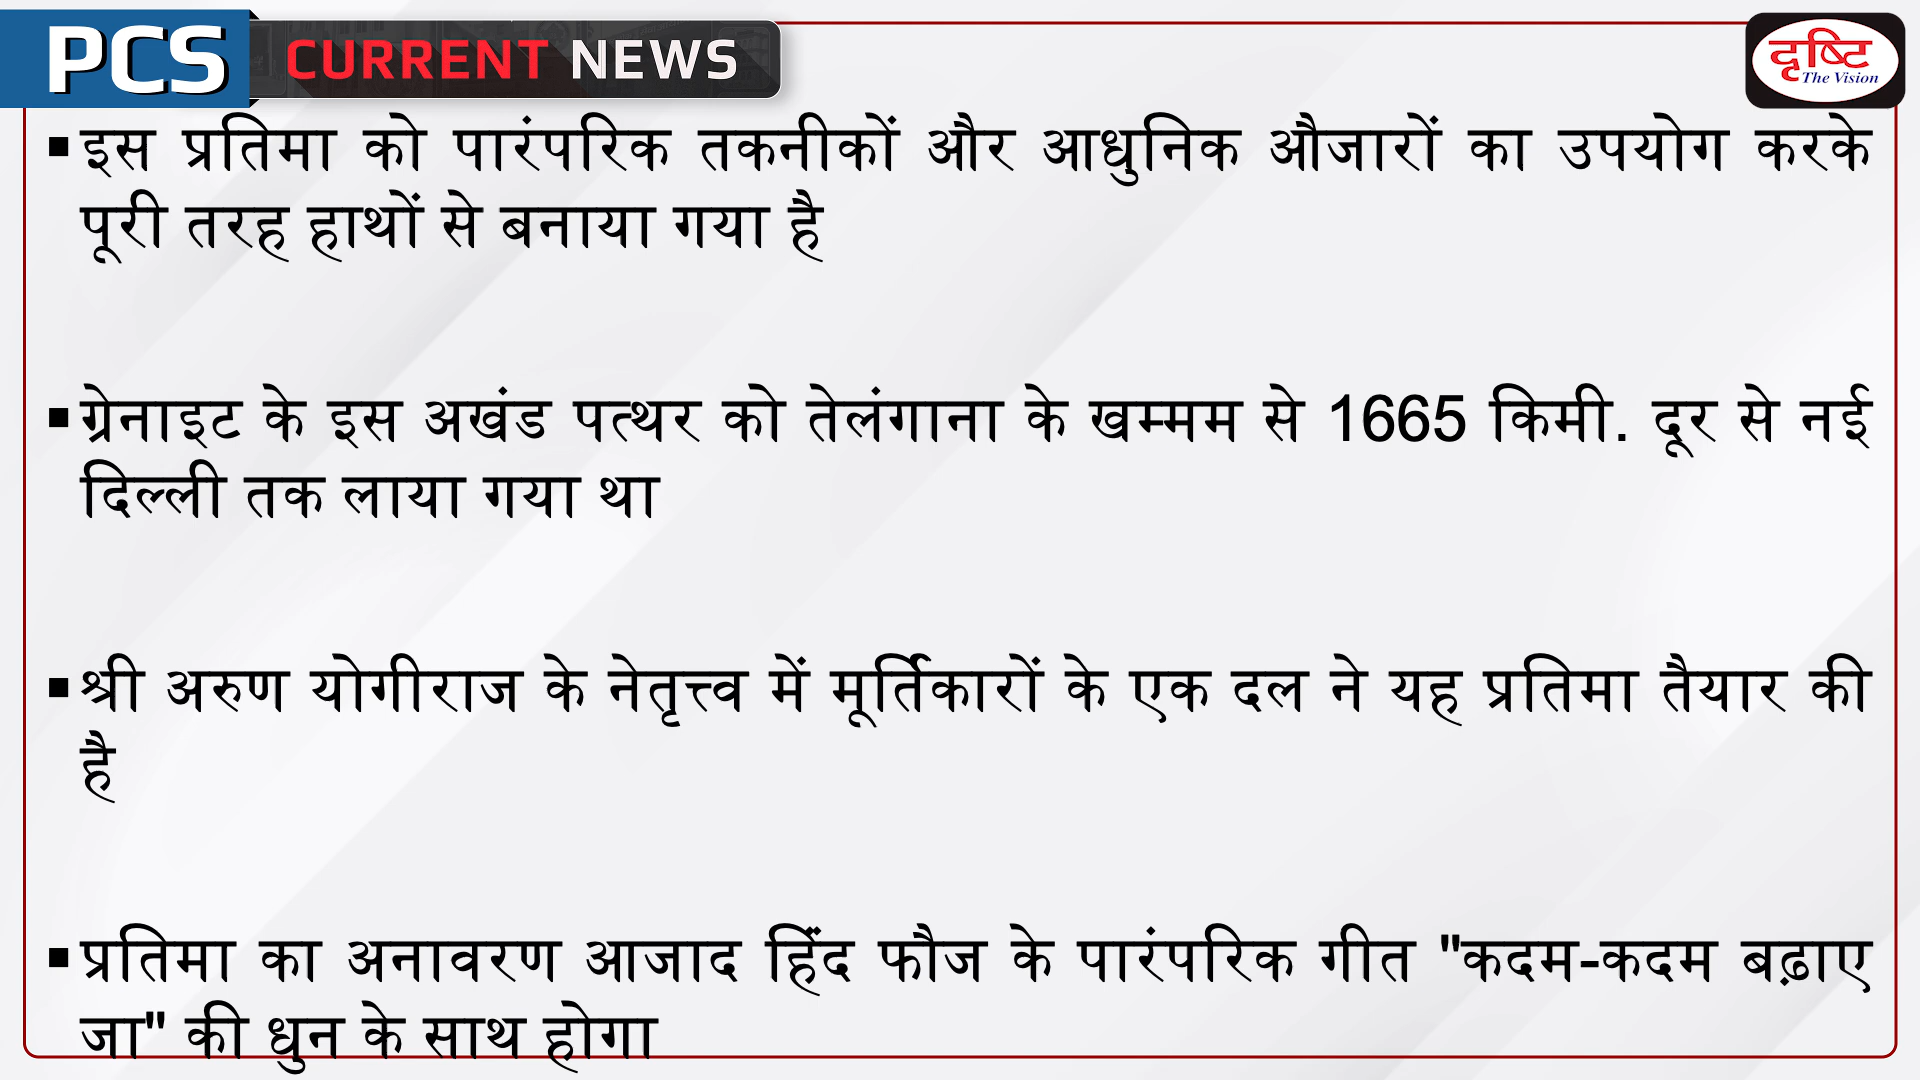 PCS CURRENT NEWS
दृष्टि
The Vision
▪इस प्रतिमा को पारंपरिक तकनीकों और आधुनिक औजारों का उपयोग करके
पूरी तरह हाथों से बनाया गया है
▪ग्रेनाइट के इस अखंड पत्थर को तेलंगाना के खम्मम से 1665 किमी. दूर से नई
दिल्ली तक लाया गया था
▪श्री अरुण योगीराज के नेतृत्त्व में मूर्तिकारों के एक दल ने यह प्रतिमा तैयार की
है
▪प्रतिमा का अनावरण आजाद हिंद फौज के पारंपरिक गीत "कदम-कदम बढ़ाए
जा" की धुन के साथ होगा